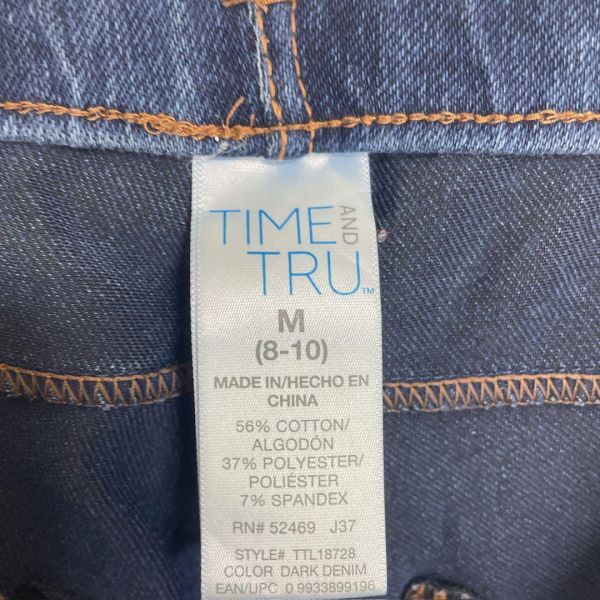 TIME AND
TRU™
M
(8-10)
MADE IN/HECHO EN
CHINA
56% COTTON/
ALGODÓN
37% POLYESTER/
POLIÉSTER
7% SPANDEX
RN# 52469 J37
STYLE# TTL18728
COLOR DARK DENIM
EAN/UPC 0 9933899196